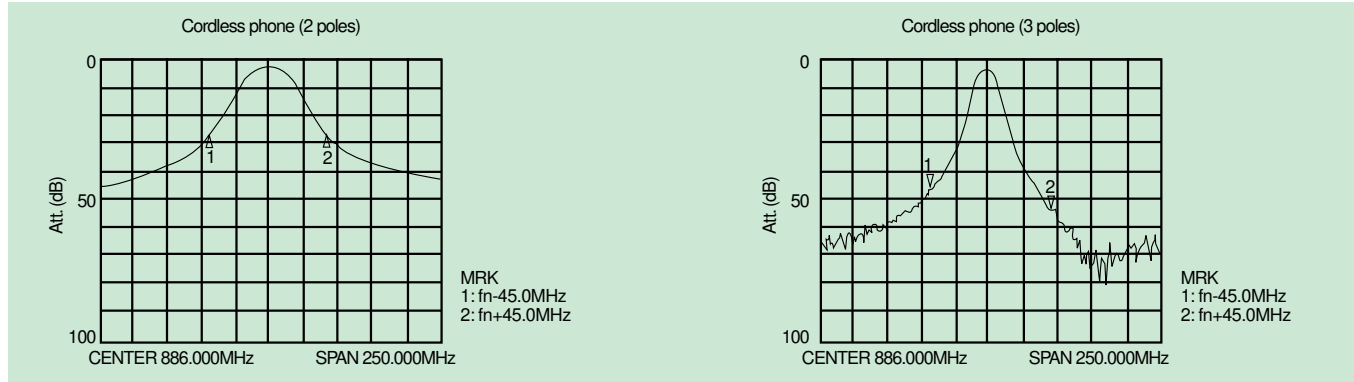 Cordless phone (2 poles)
0
50
100
Att. (dB)
1
2
MRK
1: fn-45.0MHz
2: fn+45.0MHz
CENTER 886.000MHz SPAN 250.000MHz
Cordless phone (3 poles)
0
50
100
Att. (dB)
1
2
MRK
1: fn-45.0MHz
2: fn+45.0MHz
CENTER 886.000MHz SPAN 250.000MHz